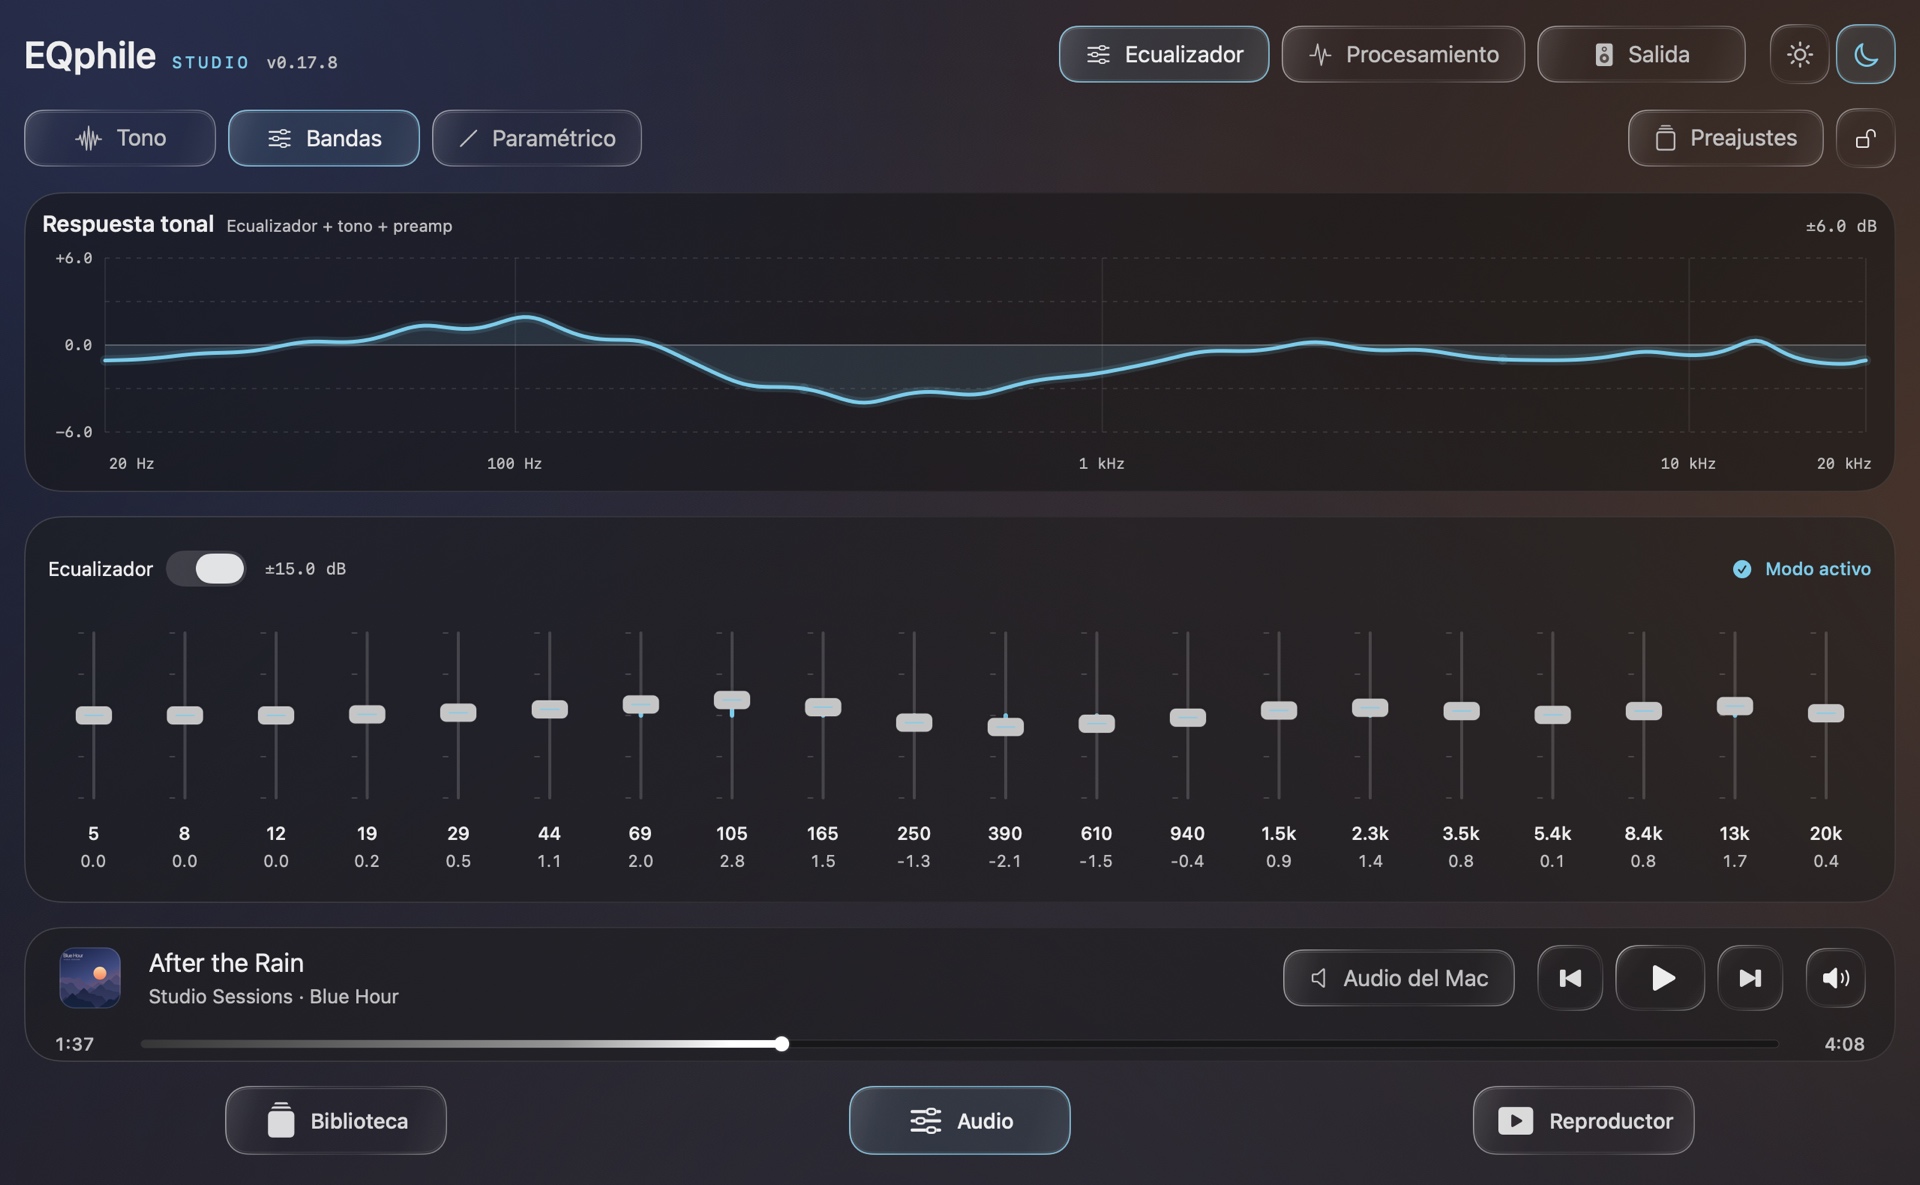 EQphile STUDIO v0.17.8
Ecualizador
Procesamiento
Salida
Tono
Bandas
Paramétrico
Preajustes
Respuesta tonal Ecualizador + tono + preamp
±6.0 dB
+6.0
0.0
−6.0
20 Hz 100 Hz 1 kHz 10 kHz 20 kHz
Ecualizador ±15.0 dB
Modo activo
5 8 12 19 29 44 69 105 165 250 390 610 940 1.5k 2.3k 3.5k 5.4k 8.4k 13k 20k
0.0 0.0 0.0 0.2 0.5 1.1 2.0 2.8 1.5 -1.3 -2.1 -1.5 -0.4 0.9 1.4 0.8 0.1 0.8 1.7 0.4
Blue Hour
After the Rain
Studio Sessions · Blue Hour
Audio del Mac
1:37
4:08
Biblioteca
Audio
Reproductor